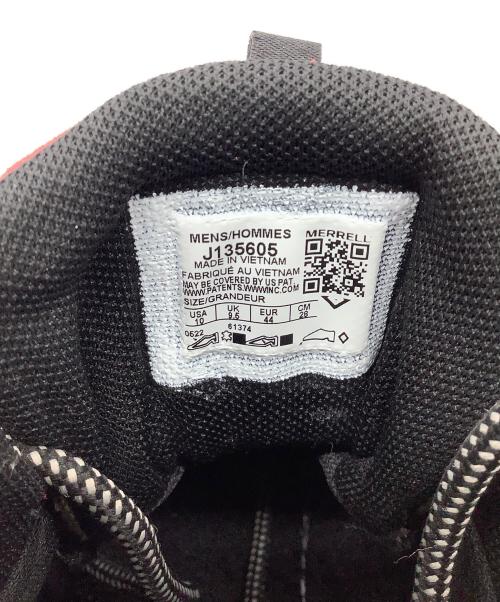 MENS/HOMMES
MERRELL
J135605
MADE IN VIETNAM
FABRIQUÉ AU VIETNAM
MAY BE COVERED BY US PAT
WWW.PATENTS.WWWINC.COM
SIZE/GRANDEUR
USA UK EUR CM
10 9.5 44 28
0522 61374